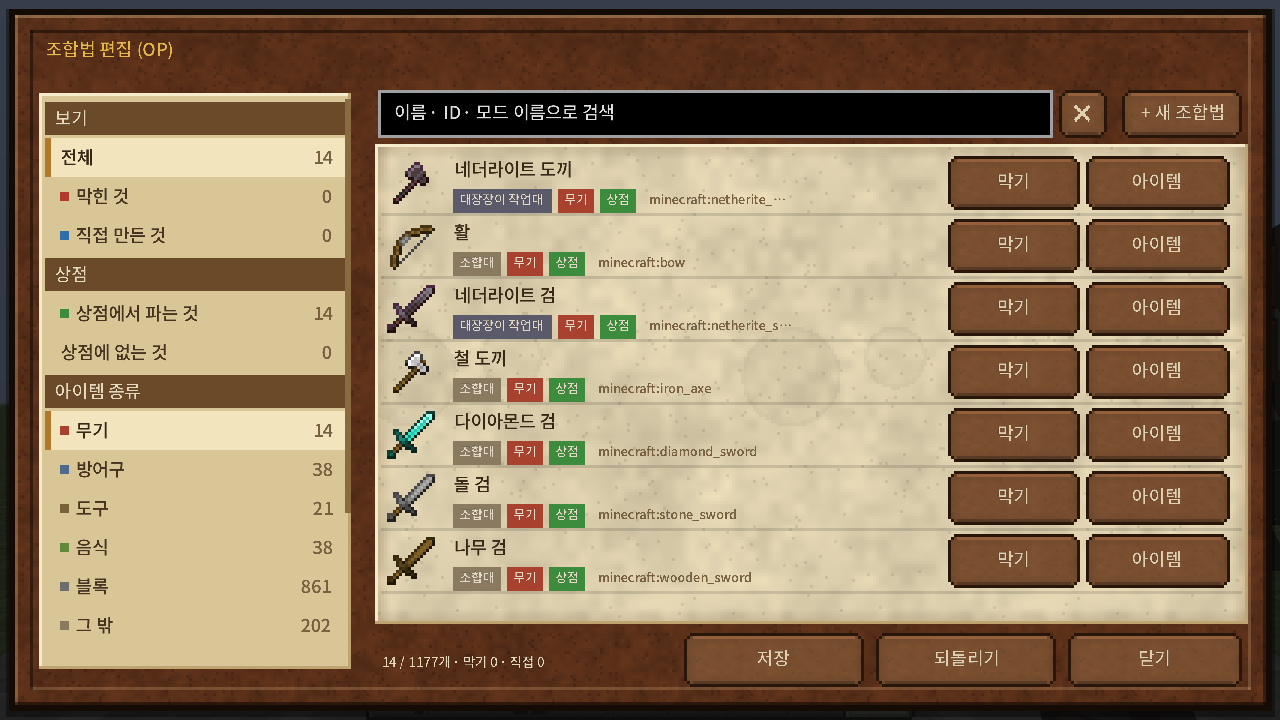 조합법 편집 (OP)
보기
전체 14
막힌 것 0
직접 만든 것 0
상점
상점에서 파는 것 14
상점에 없는 것 0
아이템 종류
무기 14
방어구 38
도구 21
음식 38
블록 861
그 밖 202
이름 · ID · 모드 이름으로 검색
✕
+ 새 조합법
네더라이트 도끼
대장장이 작업대 무기 상점 minecraft:netherite_…
막기 아이템
활
조합대 무기 상점 minecraft:bow
막기 아이템
네더라이트 검
대장장이 작업대 무기 상점 minecraft:netherite_s…
막기 아이템
철 도끼
조합대 무기 상점 minecraft:iron_axe
막기 아이템
다이아몬드 검
조합대 무기 상점 minecraft:diamond_sword
막기 아이템
돌 검
조합대 무기 상점 minecraft:stone_sword
막기 아이템
나무 검
조합대 무기 상점 minecraft:wooden_sword
막기 아이템
14 / 1177개 · 막기 0 · 직접 0
저장 되돌리기 닫기